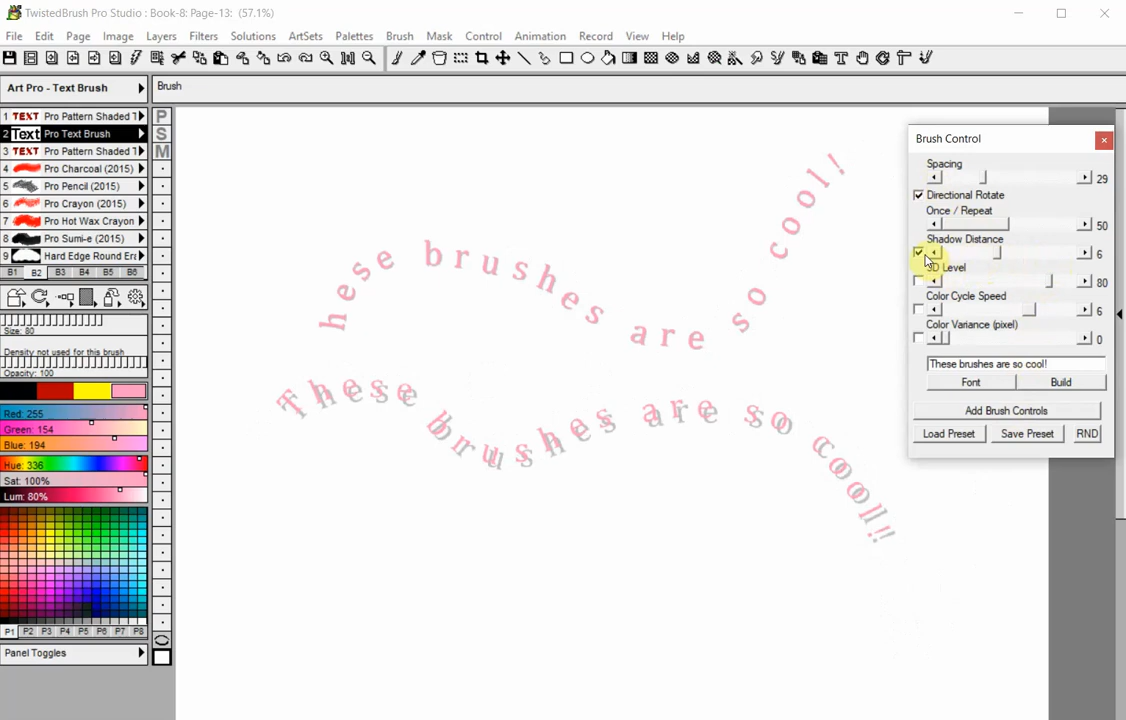 TwistedBrush Pro Studio : Book-8: Page-13: (57.1%)
File Edit Page Image Layers Filters Solutions ArtSets Palettes Brush Mask Control Animation Record View Help
Art Pro - Text Brush
Brush
1 TEXT Pro Pattern Shaded T
2 Text Pro Text Brush
3 TEXT Pro Pattern Shaded T
4 Pro Charcoal (2015)
5 Pro Pencil (2015)
6 Pro Crayon (2015)
7 Pro Hot Wax Crayon
8 Pro Sumi-e (2015)
9 Hard Edge Round Era
B1 B2 B3 B4 B5 B6
P
S
M
Size: 80
Density not used for this brush
Opacity: 100
Red: 255
Green: 154
Blue: 194
Hue: 336
Sat: 100%
Lum: 80%
P1 P2 P3 P4 P5 P6 P7 P8
Panel Toggles
hese brushes are so cool!
These brushes are so coool!!
Brush Control
Spacing
29
Directional Rotate
Once / Repeat
50
Shadow Distance
6
3D Level
80
Color Cycle Speed
6
Color Variance (pixel)
0
These brushes are so cool!
Font Build
Add Brush Controls
Load Preset Save Preset RND